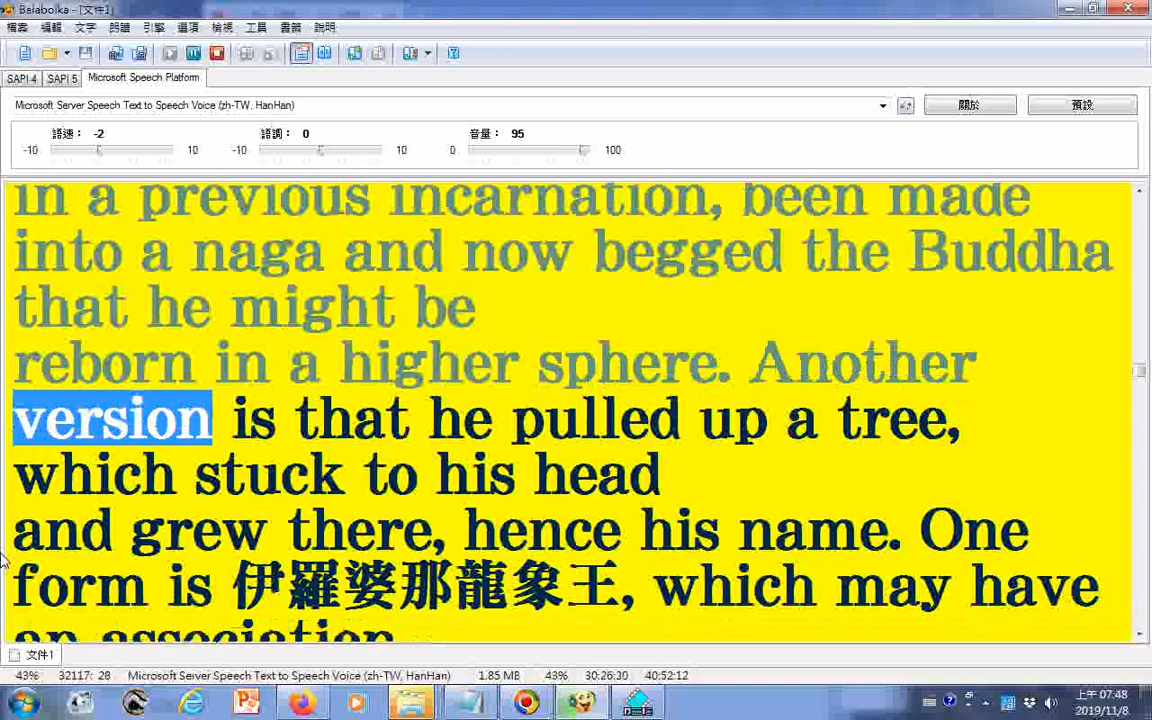 Balabolka - [文件1]
檔案 編輯 文字 朗讀 引擎 選項 檢視 工具 書籤 說明
SAPI 4 SAPI 5 Microsoft Speech Platform
Microsoft Server Speech Text to Speech Voice (zh-TW, HanHan) 關於 預設
語速： -2 語調： 0 音量： 95
-10 10 -10 10 0 100
in a previous incarnation, been made
into a naga and now begged the Buddha
that he might be
reborn in a higher sphere. Another
version is that he pulled up a tree,
which stuck to his head
and grew there, hence his name. One
form is 伊羅婆那龍象王, which may have
an association
文件1
43% 32117: 28 Microsoft Server Speech Text to Speech Voice (zh-TW, HanHan) 1.85 MB 43% 30:26:30 40:52:12
上午 07:48
2019/11/8